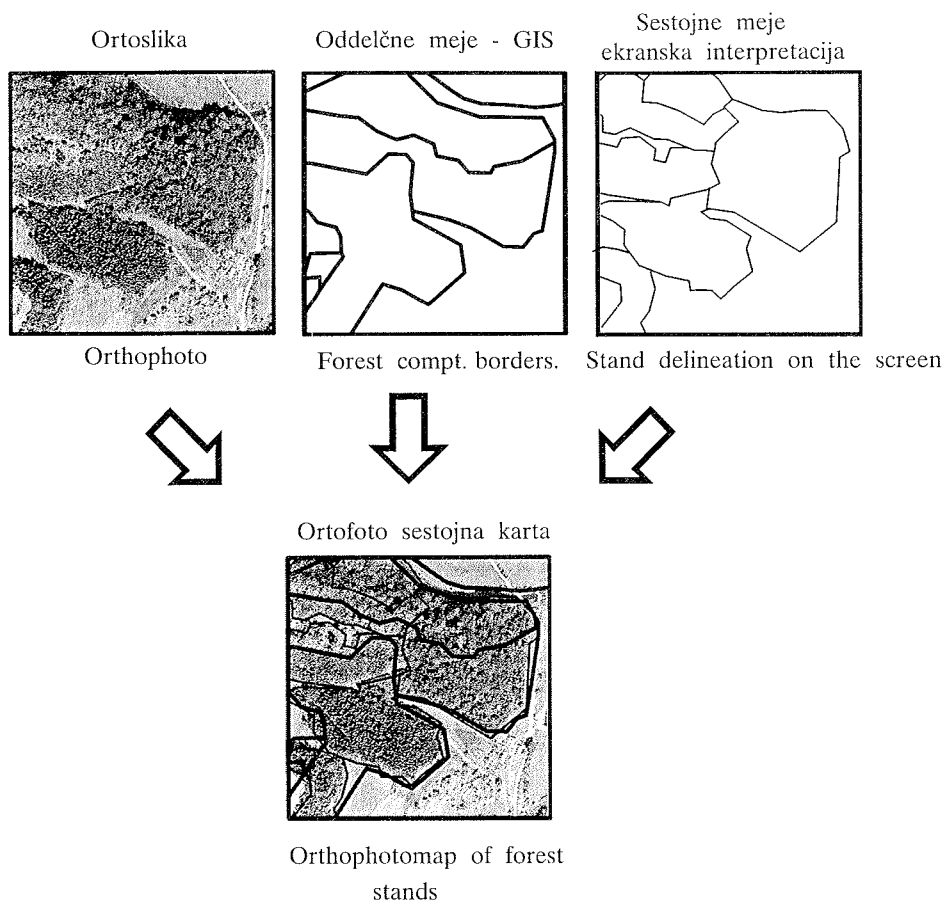 Ortoslika
Oddelčne meje - GIS
Sestojne meje
ekranska interpretacija
Orthophoto
Forest compt. borders.
Stand delineation on the screen
Ortofoto sestojna karta
Orthophotomap of forest
stands